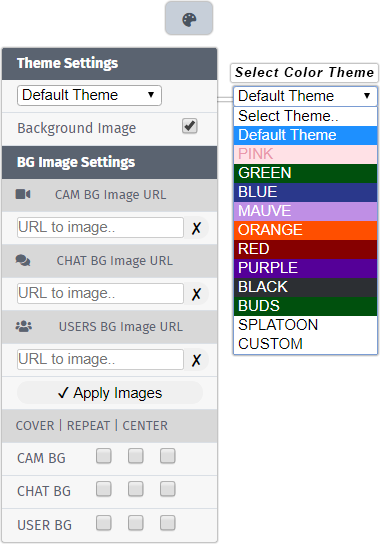 Theme Settings
Default Theme
Background Image
BG Image Settings
CAM BG Image URL
URL to image..
✗
CHAT BG Image URL
URL to image..
✗
USERS BG Image URL
URL to image..
✗
✓ Apply Images
COVER | REPEAT | CENTER
CAM BG
CHAT BG
USER BG
Select Color Theme
Default Theme
Select Theme..
Default Theme
PINK
GREEN
BLUE
MAUVE
ORANGE
RED
PURPLE
BLACK
BUDS
SPLATOON
CUSTOM